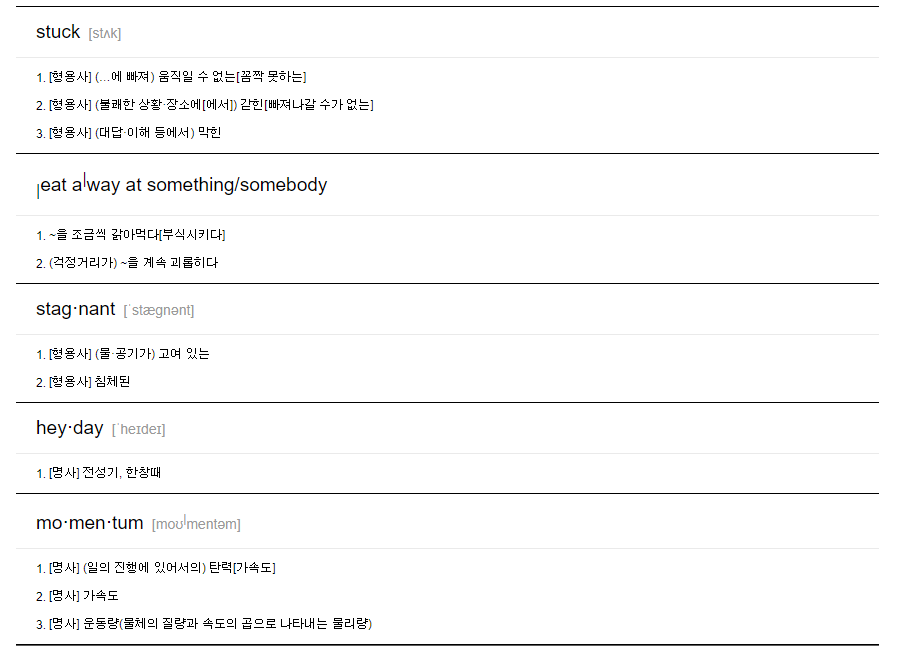 stuck [stʌk]
1. [형용사] (…에 빠져) 움직일 수 없는[꼼짝 못하는]
2. [형용사] (불쾌한 상황·장소에[에서]) 갇힌[빠져나갈 수가 없는]
3. [형용사] (대답·이해 등에서) 막힌
ˌeat aˈway at something/somebody
1. ~을 조금씩 갉아먹다[부식시키다]
2. (걱정거리가) ~을 계속 괴롭히다
stag·nant [ˈstæɡnənt]
1. [형용사] (물·공기가) 고여 있는
2. [형용사] 침체된
hey·day [ˈheɪdeɪ]
1. [명사] 전성기, 한창때
mo·men·tum [moʊˈmentəm]
1. [명사] (일의 진행에 있어서의) 탄력[가속도]
2. [명사] 가속도
3. [명사] 운동량(물체의 질량과 속도의 곱으로 나타내는 물리량)